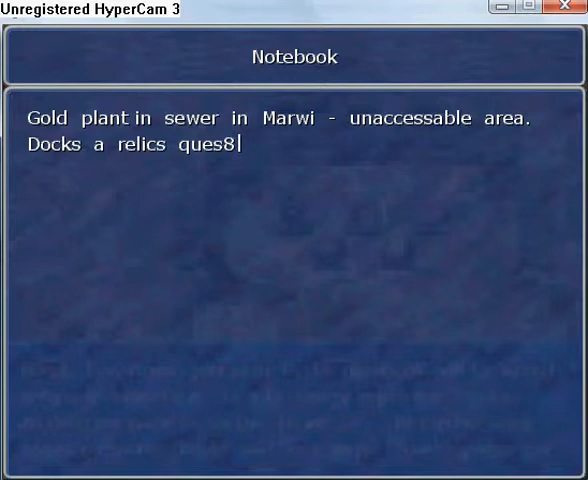 Unregistered HyperCam 3
Notebook
Gold plant in sewer in Marwi - unaccessable area.
Docks a relics ques8